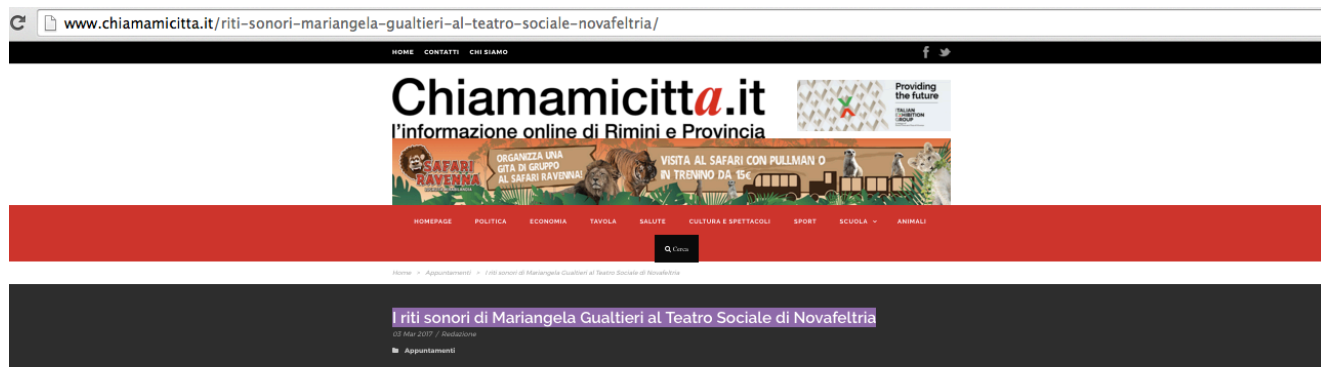 www.chiamamicitta.it/riti-sonori-mariangela-gualtieri-al-teatro-sociale-novafeltria/
HOME CONTATTI CHI SIAMO
Chiamamicitta.it
l'informazione online di Rimini e Provincia
Providing
the future
ITALIAN
EXHIBITION
GROUP
SAFARI
RAVENNA
ORGANIZZA UNA
GITA DI GRUPPO
AL SAFARI RAVENNA!
VISITA AL SAFARI CON PULLMAN O
IN TRENINO DA 15€
HOMEPAGE POLITICA ECONOMIA TAVOLA SALUTE CULTURA E SPETTACOLI SPORT SCUOLA ANIMALI
Cerca
Home > Appuntamenti > I riti sonori di Mariangela Gualtieri al Teatro Sociale di Novafeltria
I riti sonori di Mariangela Gualtieri al Teatro Sociale di Novafeltria
03 Mar 2017 / Redazione
Appuntamenti